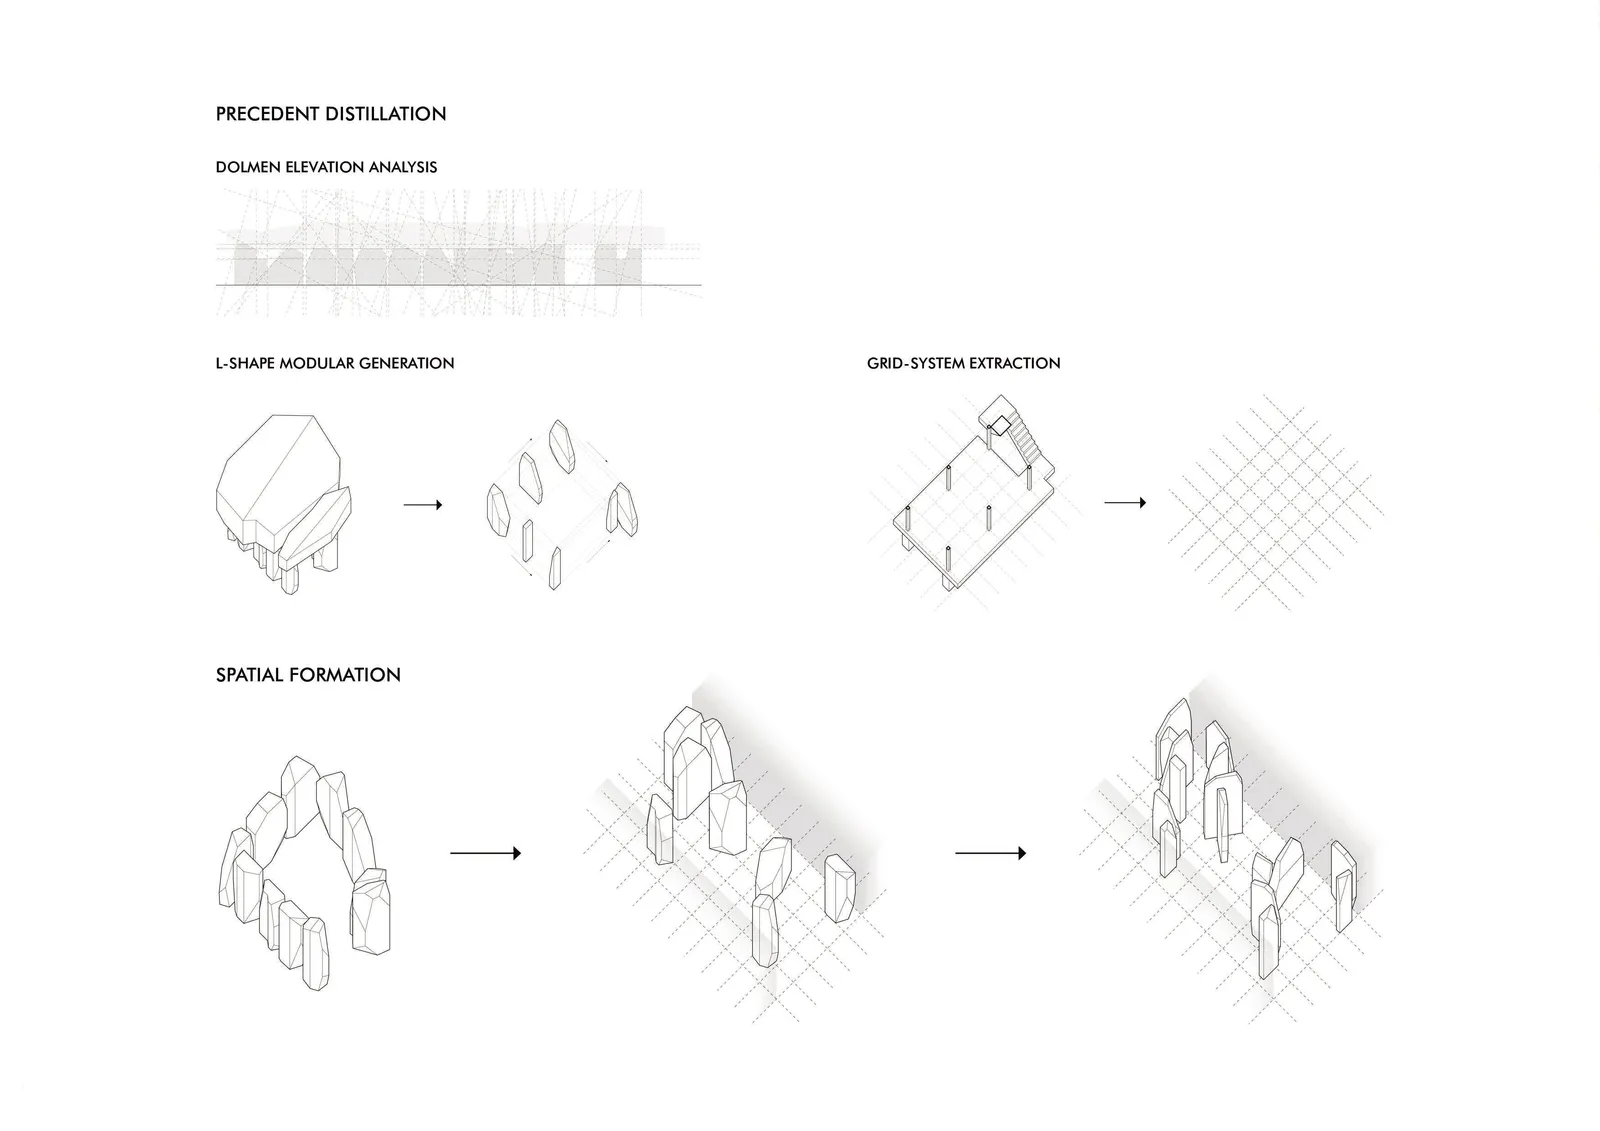 PRECEDENT DISTILLATION
DOLMEN ELEVATION ANALYSIS
L-SHAPE MODULAR GENERATION
GRID-SYSTEM EXTRACTION
SPATIAL FORMATION